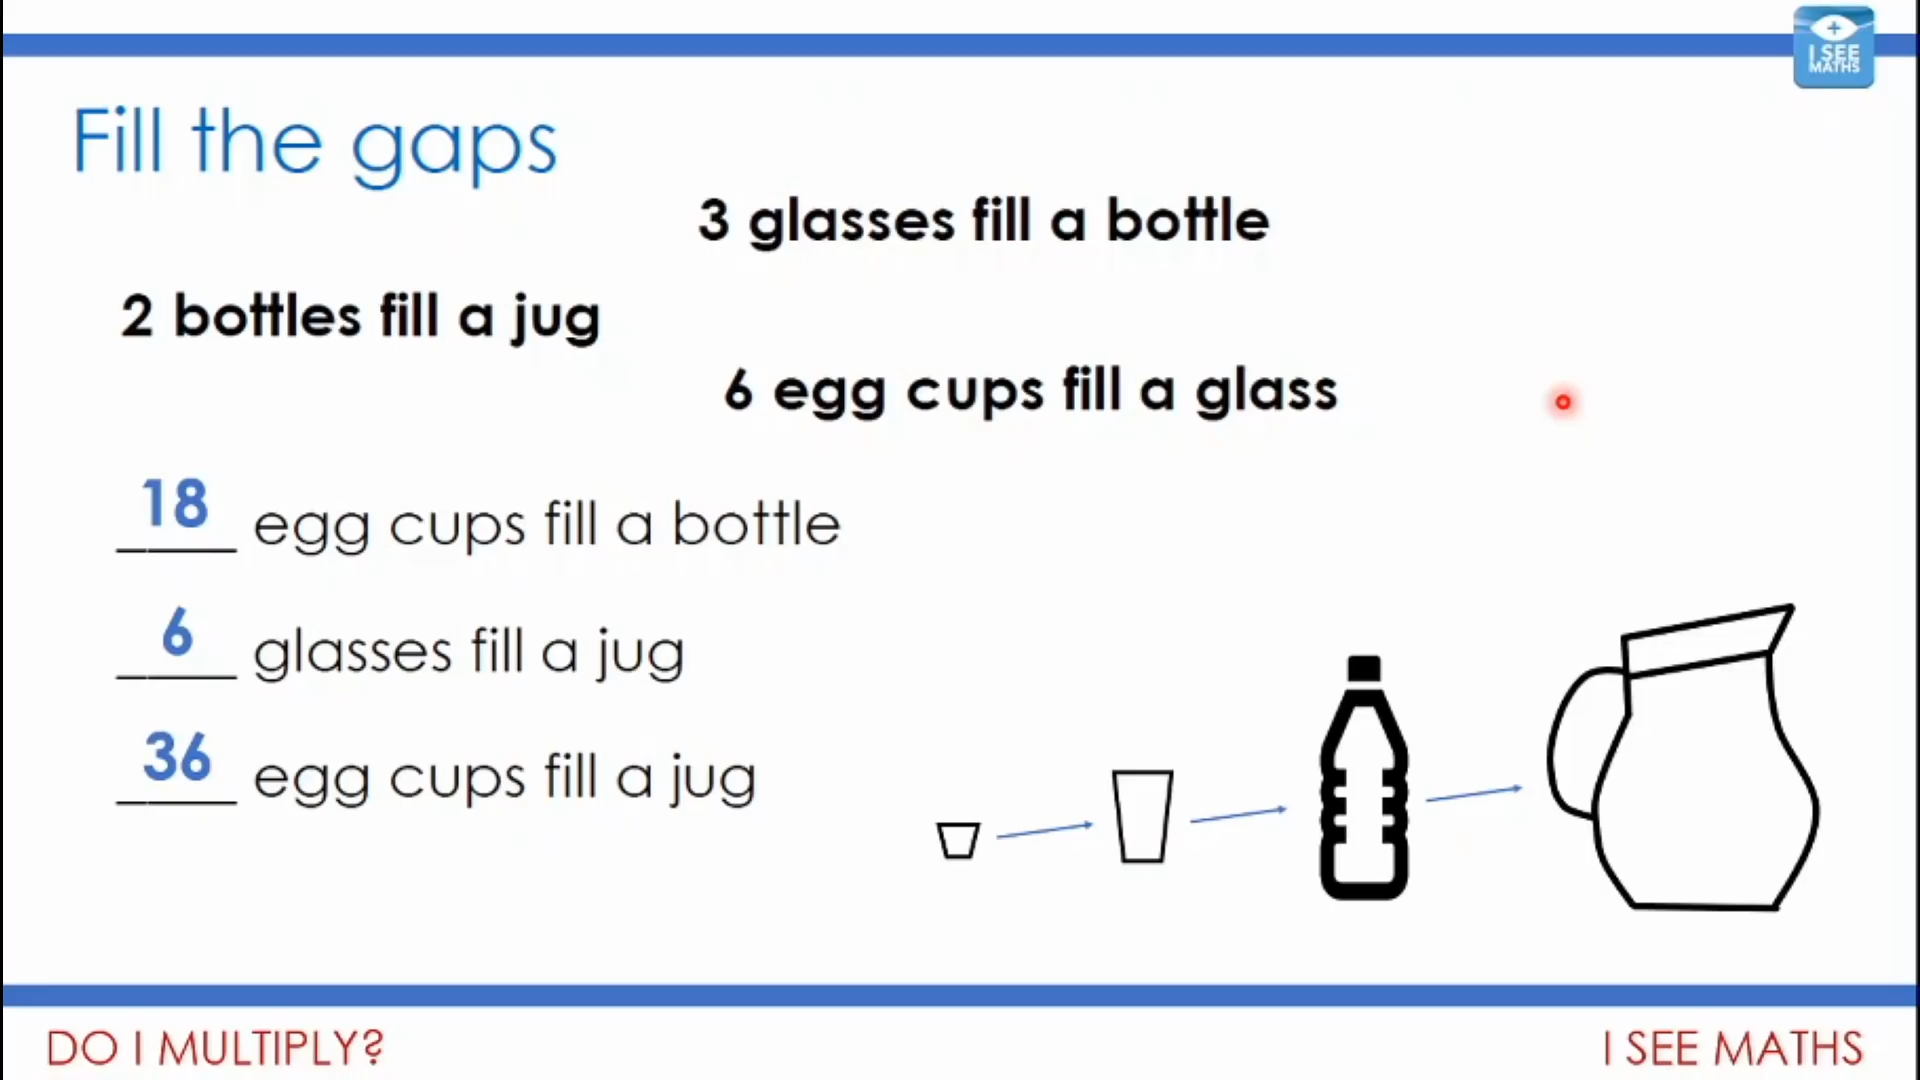 I SEE
MATHS
Fill the gaps
3 glasses fill a bottle
2 bottles fill a jug
6 egg cups fill a glass
18 egg cups fill a bottle
6 glasses fill a jug
36 egg cups fill a jug
DO I MULTIPLY?
I SEE MATHS